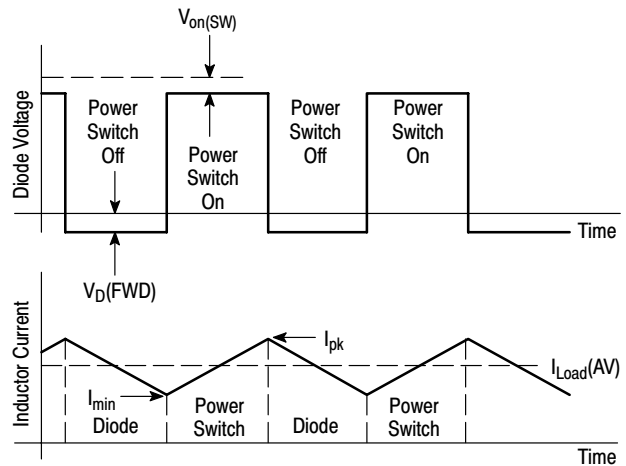 Von(SW)
Diode Voltage
Power
Switch
Off
Power
Switch
On
Power
Switch
Off
Power
Switch
On
Time
VD(FWD)
Inductor Current
Ipk
ILoad(AV)
Imin
Diode
Power
Switch
Diode
Power
Switch
Time